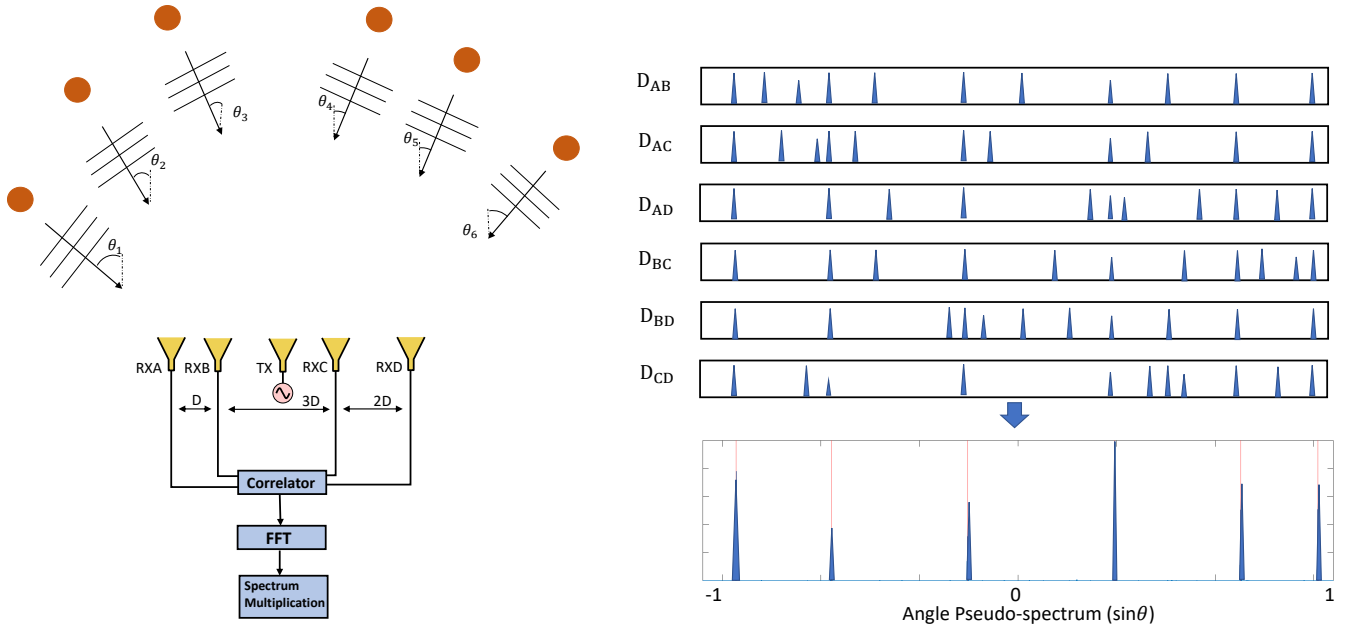 θ1
θ2
θ3
θ4
θ5
θ6
RXA
RXB
TX
RXC
RXD
D
3D
2D
Correlator
FFT
Spectrum
Multiplication
DAB
DAC
DAD
DBC
DBD
DCD
-1
0
1
Angle Pseudo-spectrum (sinθ)